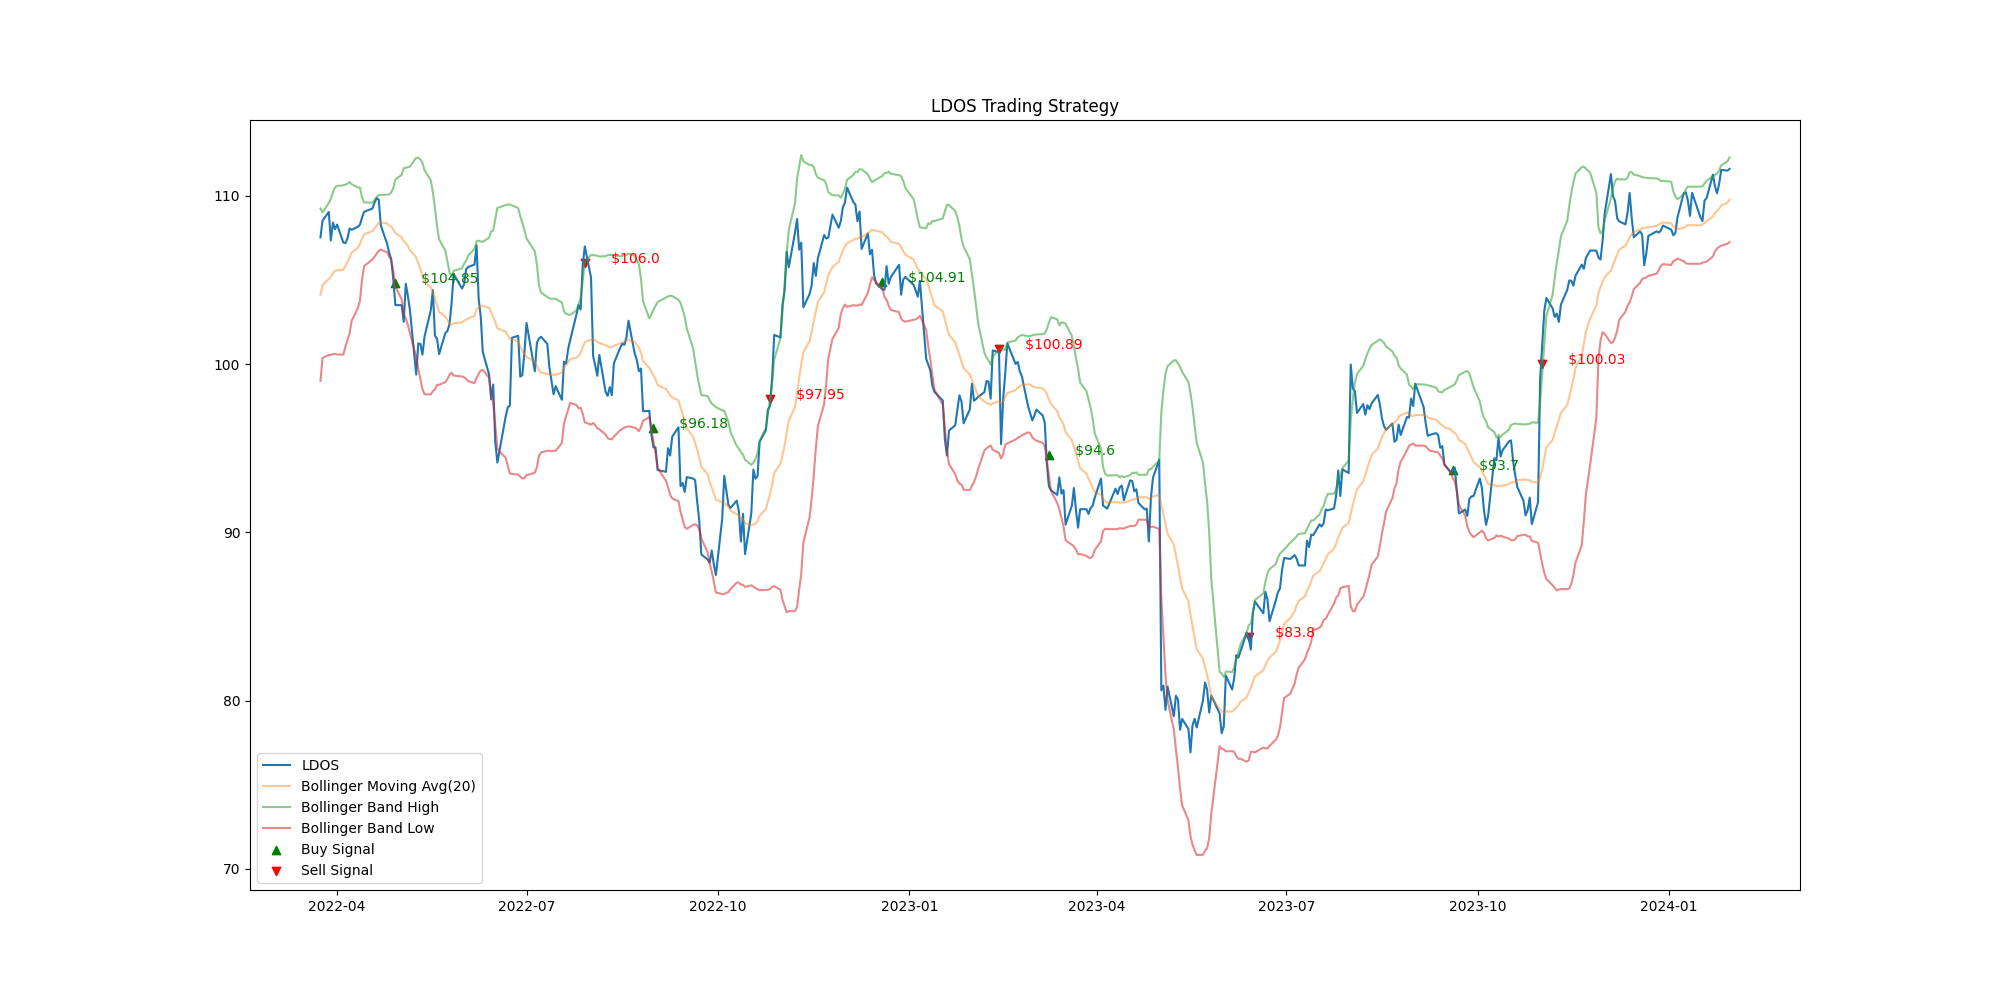 LDOS Trading Strategy
110
100
90
80
70
$106.0
$104.85
$104.91
$100.89
$100.03
$97.95
$96.18
$94.6
$93.7
$83.8
LDOS
Bollinger Moving Avg(20)
Bollinger Band High
Bollinger Band Low
Buy Signal
Sell Signal
2022-04 2022-07 2022-10 2023-01 2023-04 2023-07 2023-10 2024-01